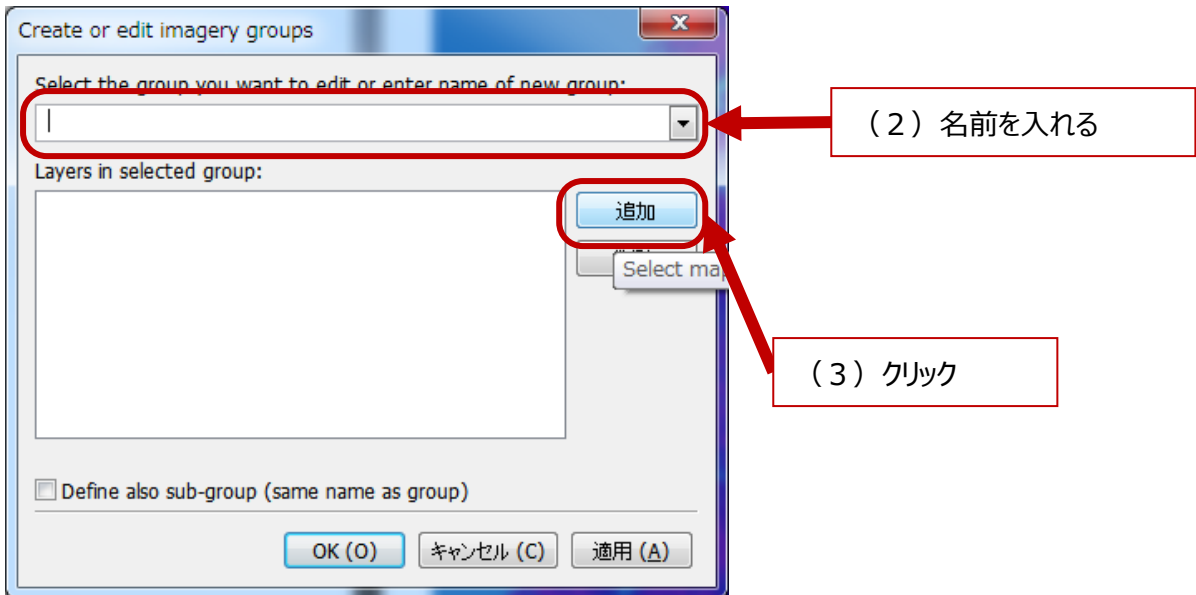 Create or edit imagery groups
Select the group you want to edit or enter name of new group:
(2)名前を入れる
Layers in selected group:
追加
Select map
(3)クリック
Define also sub-group (same name as group)
OK (O)
キャンセル (C)
適用 (A)